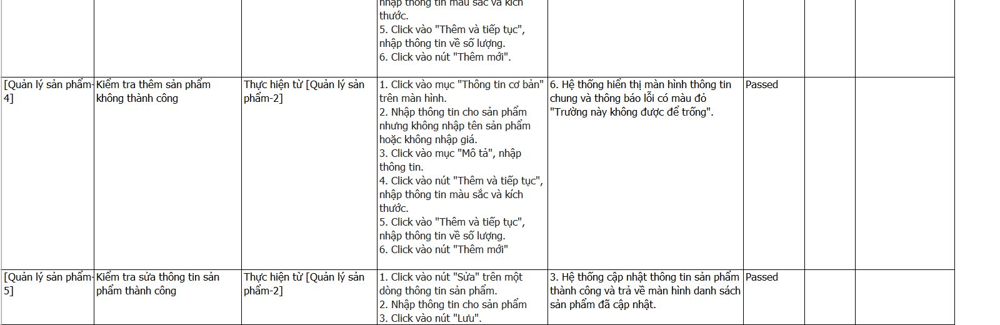 nhập thông tin màu sắc và kích
thước.
5. Click vào "Thêm và tiếp tục",
nhập thông tin về số lượng.
6. Click vào nút "Thêm mới".
[Quản lý sản phẩm-
4]
Kiểm tra thêm sản phẩm
không thành công
Thực hiện từ [Quản lý sản
phẩm-2]
1. Click vào mục "Thông tin cơ bản"
trên màn hình.
2. Nhập thông tin cho sản phẩm
nhưng không nhập tên sản phẩm
hoặc không nhập giá.
3. Click vào mục "Mô tả", nhập
thông tin.
4. Click vào nút "Thêm và tiếp tục",
nhập thông tin màu sắc và kích
thước.
5. Click vào "Thêm và tiếp tục",
nhập thông tin về số lượng.
6. Click vào nút "Thêm mới"
6. Hệ thống hiển thị màn hình thông tin
chung và thông báo lỗi có màu đỏ
"Trường này không được để trống".
Passed
[Quản lý sản phẩm-
5]
Kiểm tra sửa thông tin sản
phẩm thành công
Thực hiện từ [Quản lý sản
phẩm-2]
1. Click vào nút "Sửa" trên một
dòng thông tin sản phẩm.
2. Nhập thông tin cho sản phẩm
3. Click vào nút "Lưu".
3. Hệ thống cập nhật thông tin sản phẩm
thành công và trả về màn hình danh sách
sản phẩm đã cập nhật.
Passed